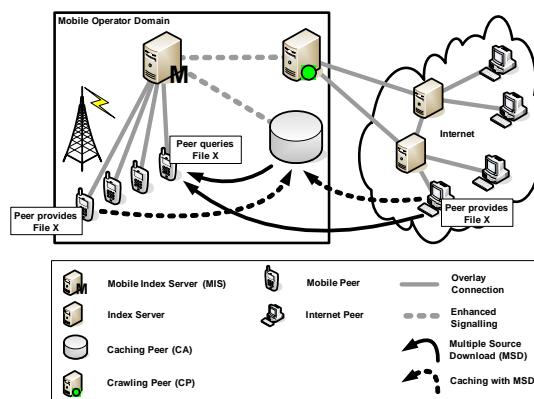 Mobile Operator Domain
M
Internet
Peer queries
File X
Peer provides
File X
Peer provides
File X
M
Mobile Index Server (MIS)
Mobile Peer
Overlay
Connection
Index Server
Internet Peer
Enhanced
Signalling
Caching Peer (CA)
Multiple Source
Download (MSD)
Crawling Peer (CP)
Caching with MSD